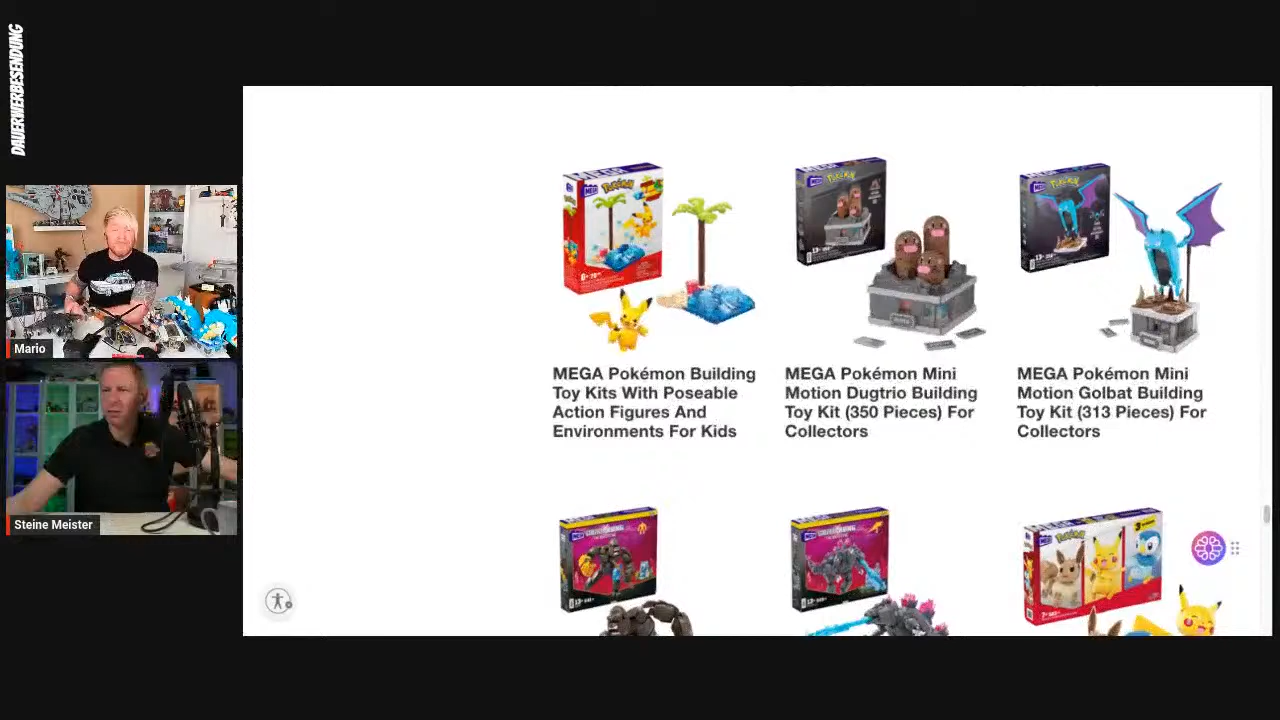 DAUERWERBESENDUNG
Mario
Steine Meister
MEGA Pokémon Building
Toy Kits With Poseable
Action Figures And
Environments For Kids
MEGA Pokémon Mini
Motion Dugtrio Building
Toy Kit (350 Pieces) For
Collectors
MEGA Pokémon Mini
Motion Golbat Building
Toy Kit (313 Pieces) For
Collectors